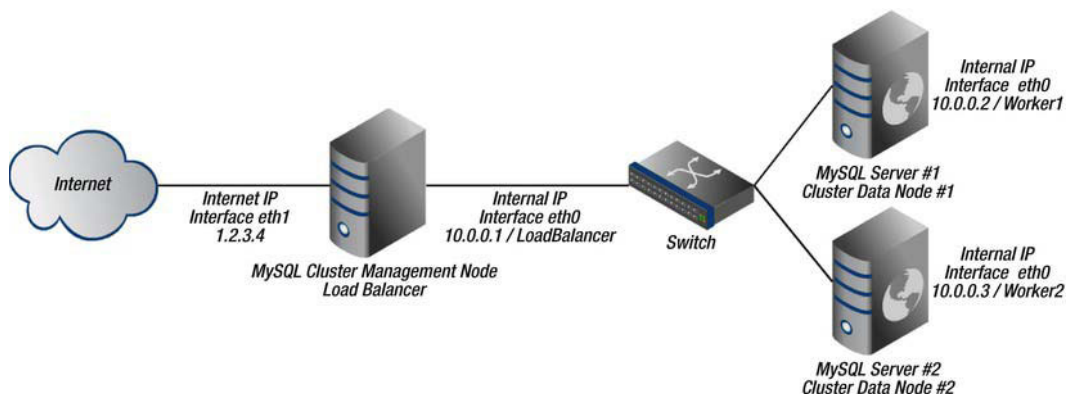 Internet
Internet IP
Interface eth1
1.2.3.4
MySQL Cluster Management Node
Load Balancer
Internal IP
Interface eth0
10.0.0.1 / LoadBalancer
Switch
Internal IP
Interface eth0
10.0.0.2 / Worker1
MySQL Server #1
Cluster Data Node #1
Internal IP
Interface eth0
10.0.0.3 / Worker2
MySQL Server #2
Cluster Data Node #2